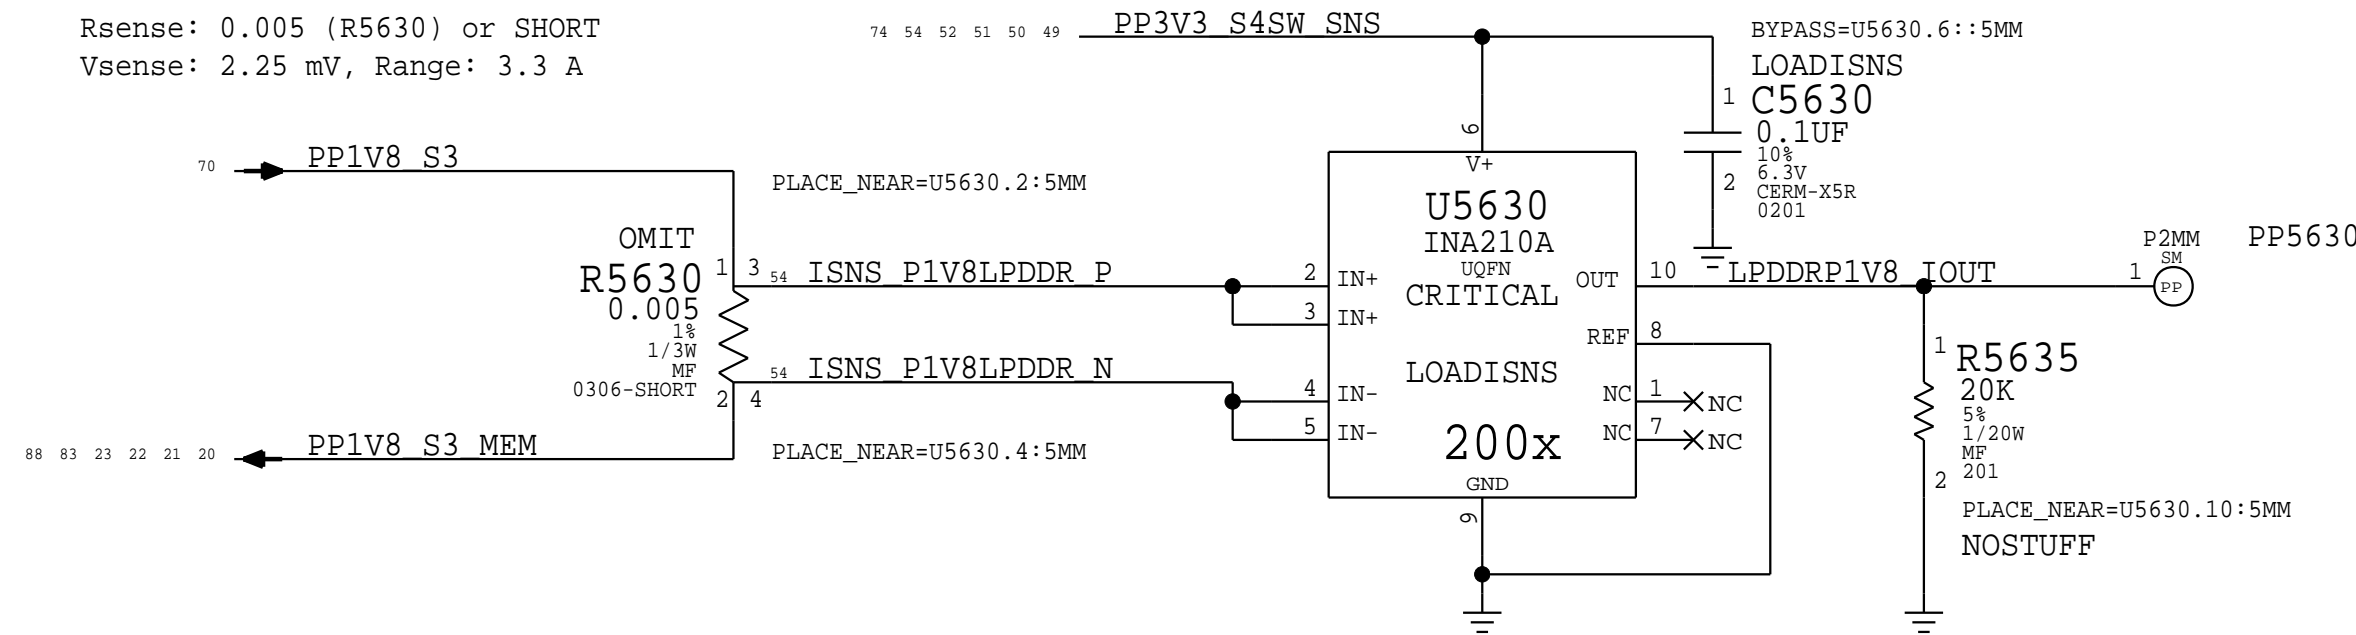 Rsense: 0.005 (R5630) or SHORT
Vsense: 2.25 mV, Range: 3.3 A
74 54 52 51 50 49
PP3V3_S4SW_SNS
BYPASS=U5630.6::5MM
LOADISNS
1
C5630
0.1UF
10%
6.3V
CERM-X5R
0201
2
70
PP1V8_S3
PLACE_NEAR=U5630.2:5MM
OMIT
R5630
0.005
1%
1/3W
MF
0306-SHORT
1 3
2 4
54 ISNS_P1V8LPDDR_P
54 ISNS_P1V8LPDDR_N
88 83 23 22 21 20
PP1V8_S3_MEM
PLACE_NEAR=U5630.4:5MM
6
V+
U5630
INA210A
UQFN
CRITICAL
LOADISNS
200x
GND
9
2 IN+
3 IN+
4 IN-
5 IN-
OUT 10
REF 8
NC 1 NC
NC 7 NC
LPDDRP1V8_IOUT
P2MM
SM
1
PP
PP5630
1
R5635
20K
5%
1/20W
MF
201
2
PLACE_NEAR=U5630.10:5MM
NOSTUFF